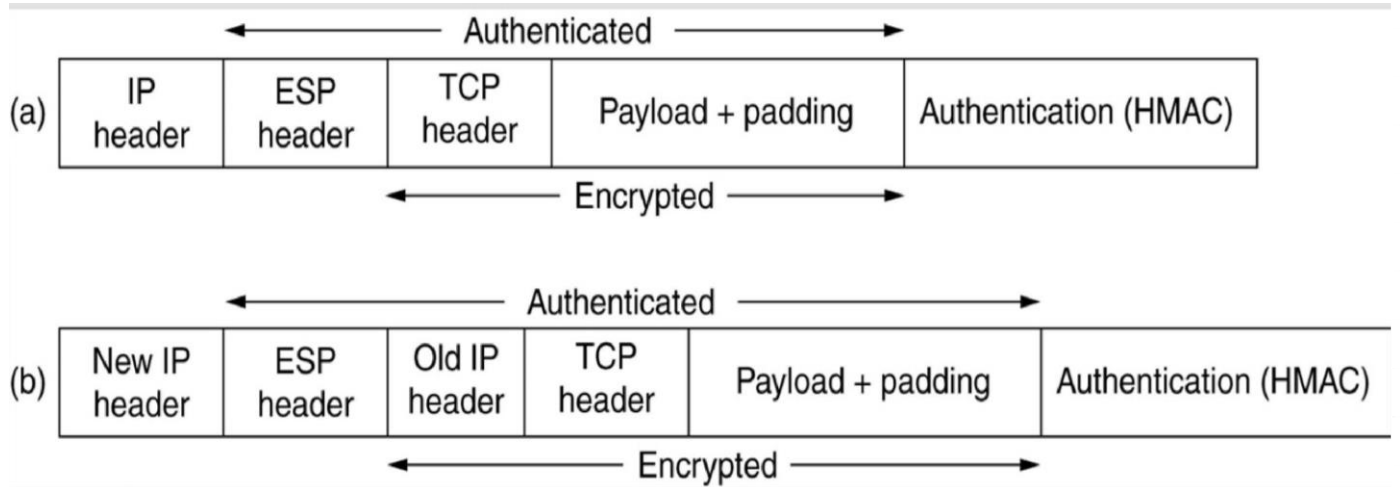 Authenticated
(a)
IP
header
ESP
header
TCP
header
Payload + padding
Authentication (HMAC)
Encrypted
Authenticated
(b)
New IP
header
ESP
header
Old IP
header
TCP
header
Payload + padding
Authentication (HMAC)
Encrypted